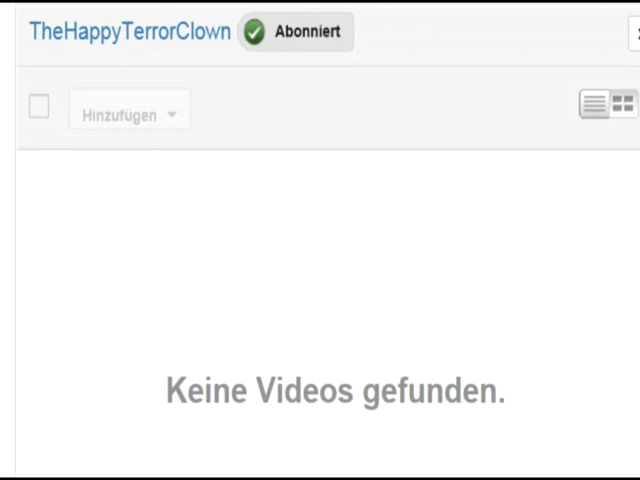 TheHappyTerrorClown Abonniert
Hinzufügen
Keine Videos gefunden.